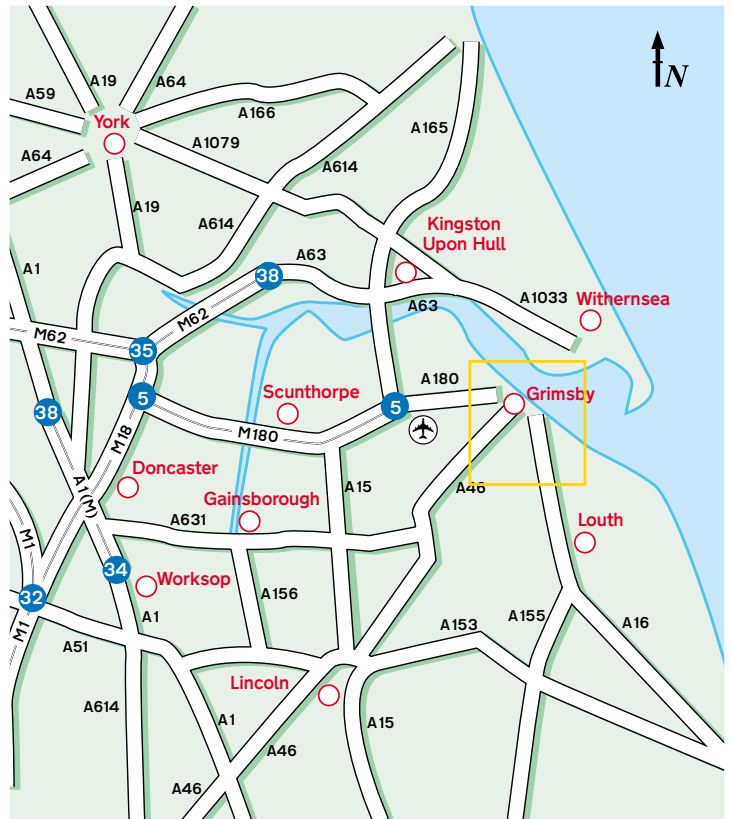 N
A19
A64
A59
A166
York
A1079
A165
A64
A614
A19
A614
Kingston
Upon Hull
A1
A63
38
A1033
Withernsea
A63
M62
M62
35
A180
5
38
Scunthorpe
5
Grimsby
M18
M180
Doncaster
A1(M)
A15
A46
Gainsborough
A631
M1
Louth
34
Worksop
A156
32
A1
M1
A51
A153
A155
A16
Lincoln
A614
A1
A15
A46
A46